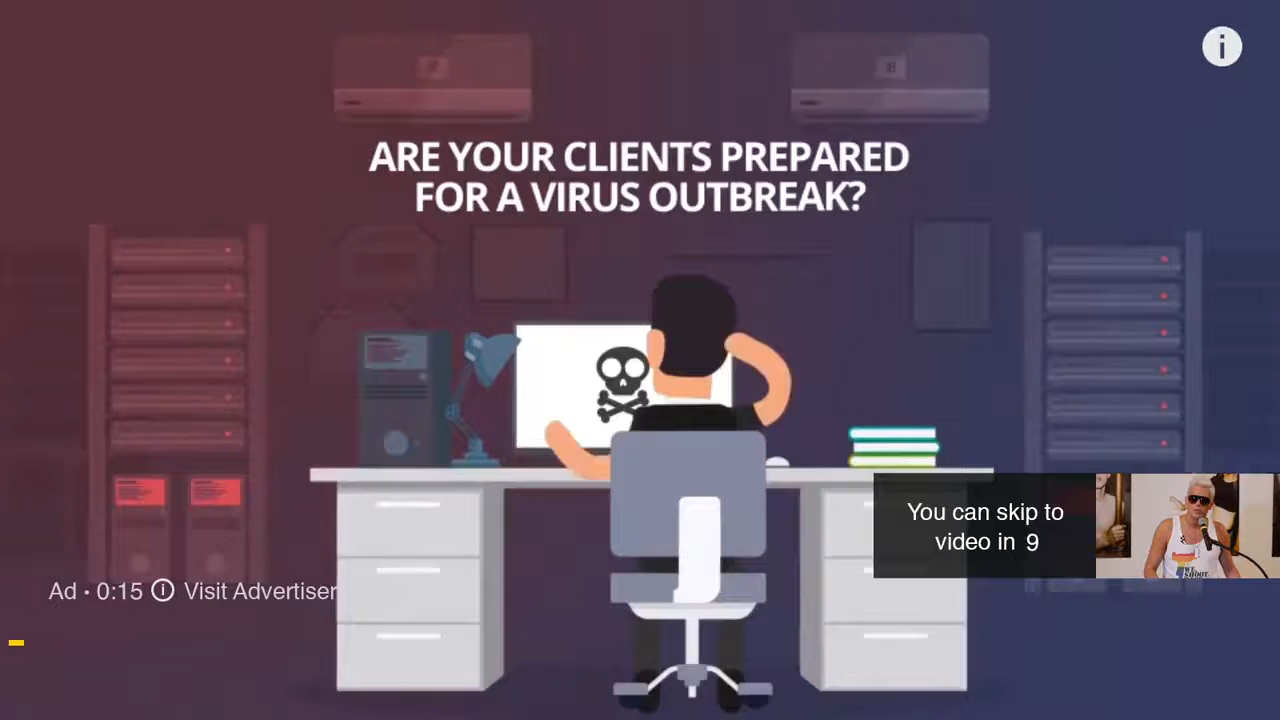 ARE YOUR CLIENTS PREPARED
FOR A VIRUS OUTBREAK?
You can skip to
video in 9
Ad • 0:15 i Visit Advertiser